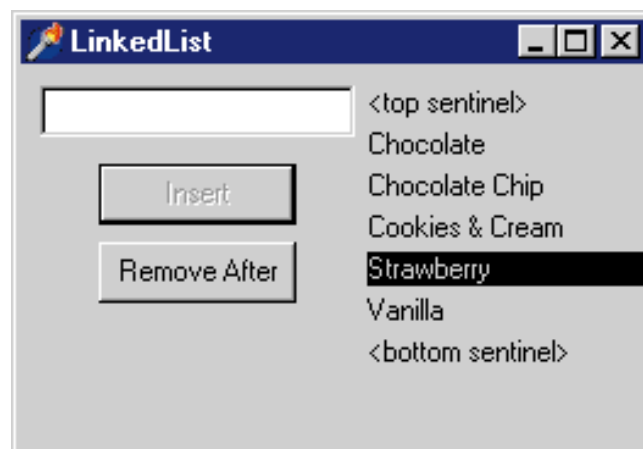 LinkedList
<top sentinel>
Chocolate
Insert
Chocolate Chip
Cookies & Cream
Remove After
Strawberry
Vanilla
<bottom sentinel>